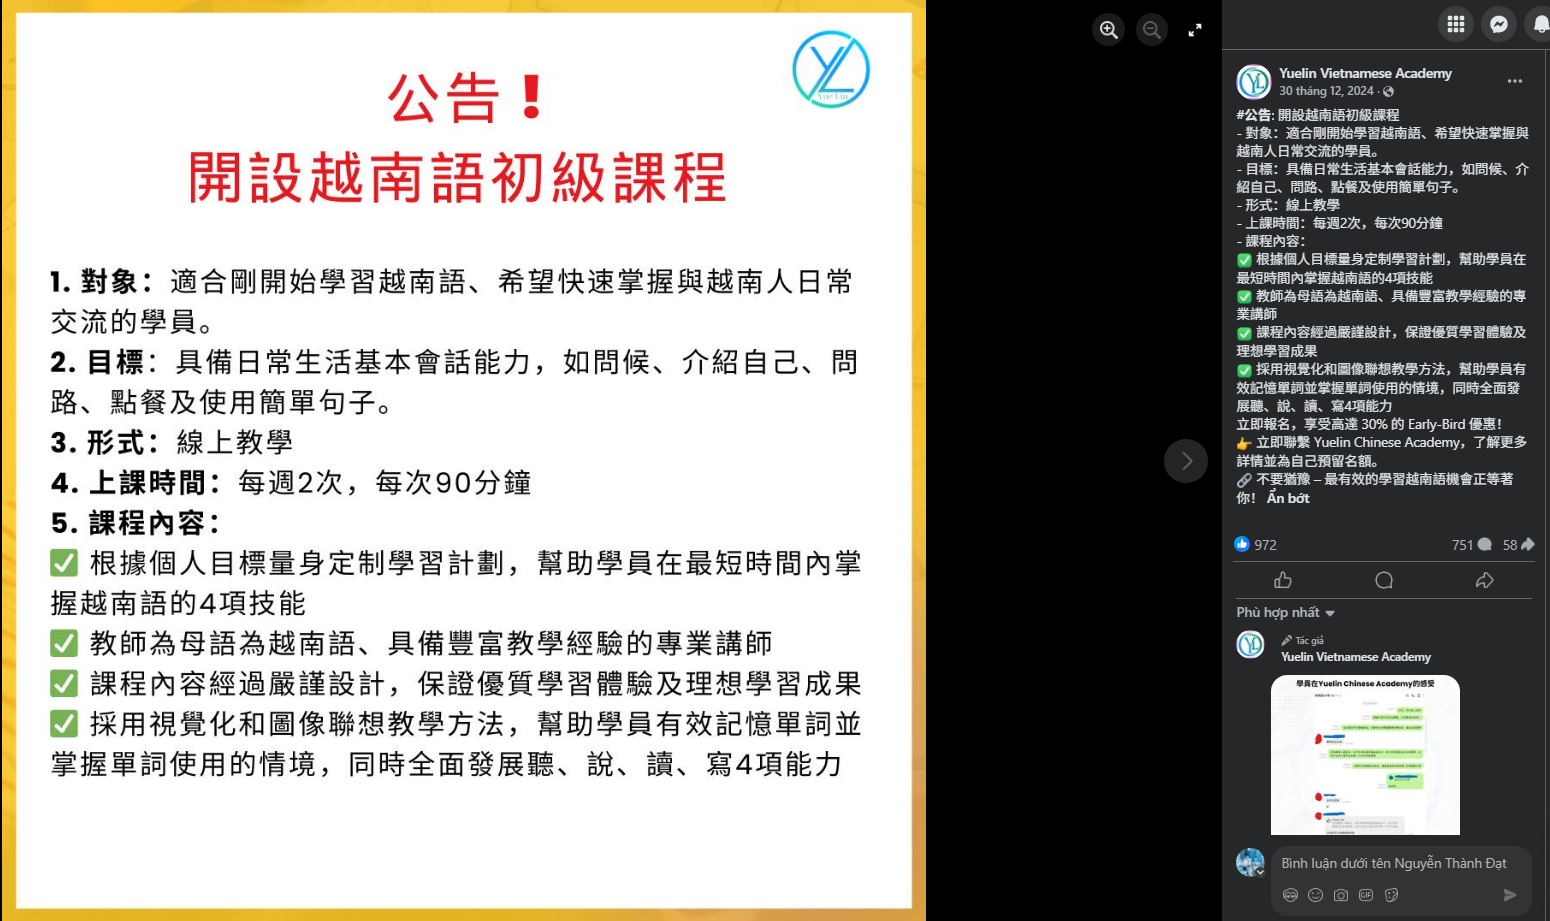 Yue Lin
公告！
開設越南語初級課程
1. 對象：適合剛開始學習越南語、希望快速掌握與越南人日常
交流的學員。
2. 目標：具備日常生活基本會話能力，如問候、介紹自己、問
路、點餐及使用簡單句子。
3. 形式：線上教學
4. 上課時間：每週2次，每次90分鐘
5. 課程內容：
✅ 根據個人目標量身定制學習計劃，幫助學員在最短時間內掌
握越南語的4項技能
✅ 教師為母語為越南語、具備豐富教學經驗的專業講師
✅ 課程內容經過嚴謹設計，保證優質學習體驗及理想學習成果
✅ 採用視覺化和圖像聯想教學方法，幫助學員有效記憶單詞並
掌握單詞使用的情境，同時全面發展聽、說、讀、寫4項能力
Yuelin Vietnamese Academy
30 tháng 12, 2024 ·
#公告: 開設越南語初級課程
- 對象：適合剛開始學習越南語、希望快速掌握與
越南人日常交流的學員。
- 目標：具備日常生活基本會話能力，如問候、介
紹自己、問路、點餐及使用簡單句子。
- 形式：線上教學
- 上課時間：每週2次，每次90分鐘
- 課程內容：
✅ 根據個人目標量身定制學習計劃，幫助學員在
最短時間內掌握越南語的4項技能
✅ 教師為母語為越南語、具備豐富教學經驗的專
業講師
✅ 課程內容經過嚴謹設計，保證優質學習體驗及
理想學習成果
✅ 採用視覺化和圖像聯想教學方法，幫助學員有
效記憶單詞並掌握單詞使用的情境，同時全面發
展聽、說、讀、寫4項能力
立即報名，享受高達 30% 的 Early-Bird 優惠！
👉 立即聯繫 Yuelin Chinese Academy，了解更多
詳情並為自己預留名額。
🔗 不要猶豫 – 最有效的學習越南語機會正等著
你！ Ẩn bớt
972 751 58
Phù hợp nhất
Tác giả
Yuelin Vietnamese Academy
學員在Yuelin Chinese Academy的感受
Bình luận dưới tên Nguyễn Thành Đạt
GIF